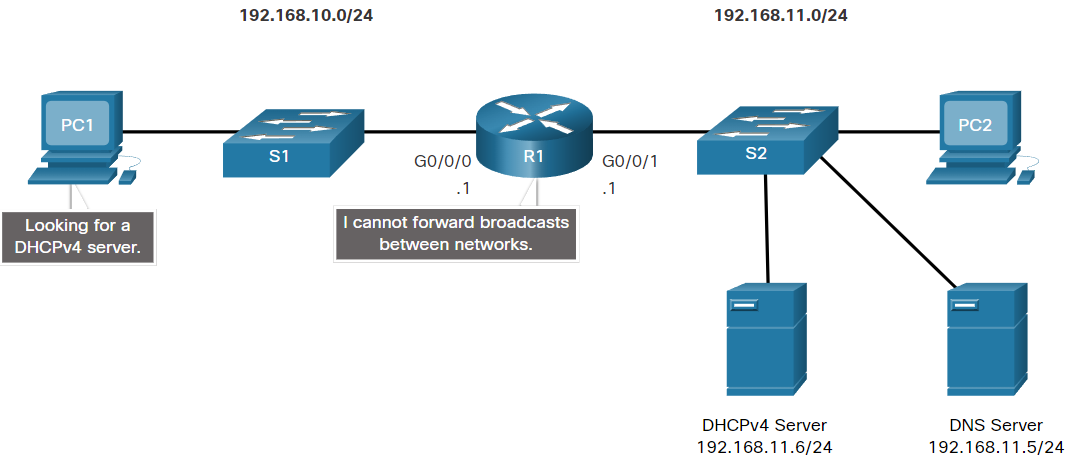 192.168.10.0/24
192.168.11.0/24
PC1
S1
G0/0/0
.1
R1
G0/0/1
.1
S2
PC2
Looking for a
DHCPv4 server.
I cannot forward broadcasts
between networks.
DHCPv4 Server
192.168.11.6/24
DNS Server
192.168.11.5/24